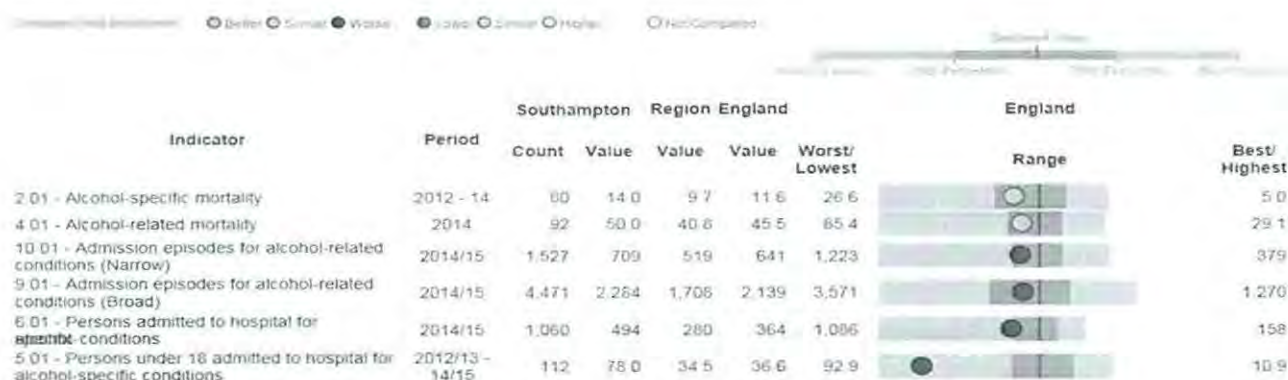 Better Similar Worse Lower Similar Higher Not Compared
Southampton Region England England
Indicator Period Count Value Value Value Worst/ Lowest Range Best/ Highest
2.01 - Alcohol-specific mortality 2012 - 14 60 14.0 9.7 11.6 26.6 5.0
4.01 - Alcohol-related mortality 2014 92 50.0 40.8 45.5 65.4 29.1
10.01 - Admission episodes for alcohol-related
conditions (Narrow) 2014/15 1,527 709 519 641 1,223 379
9.01 - Admission episodes for alcohol-related
conditions (Broad) 2014/15 4,471 2,284 1,706 2,139 3,571 1,270
6.01 - Persons admitted to hospital for
conditions 2014/15 1,060 494 280 364 1,086 158
5.01 - Persons under 18 admitted to hospital for
alcohol-specific conditions 2012/13 - 14/15 112 78.0 34.5 36.6 92.9 10.9